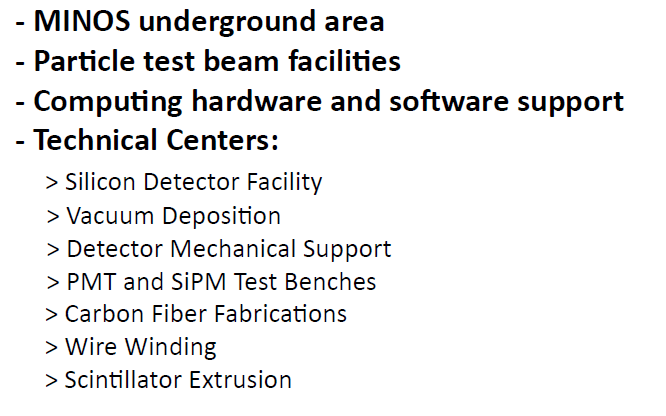 - MINOS underground area
- Particle test beam facilities
- Computing hardware and software support
- Technical Centers:
> Silicon Detector Facility
> Vacuum Deposition
> Detector Mechanical Support
> PMT and SiPM Test Benches
> Carbon Fiber Fabrications
> Wire Winding
> Scintillator Extrusion